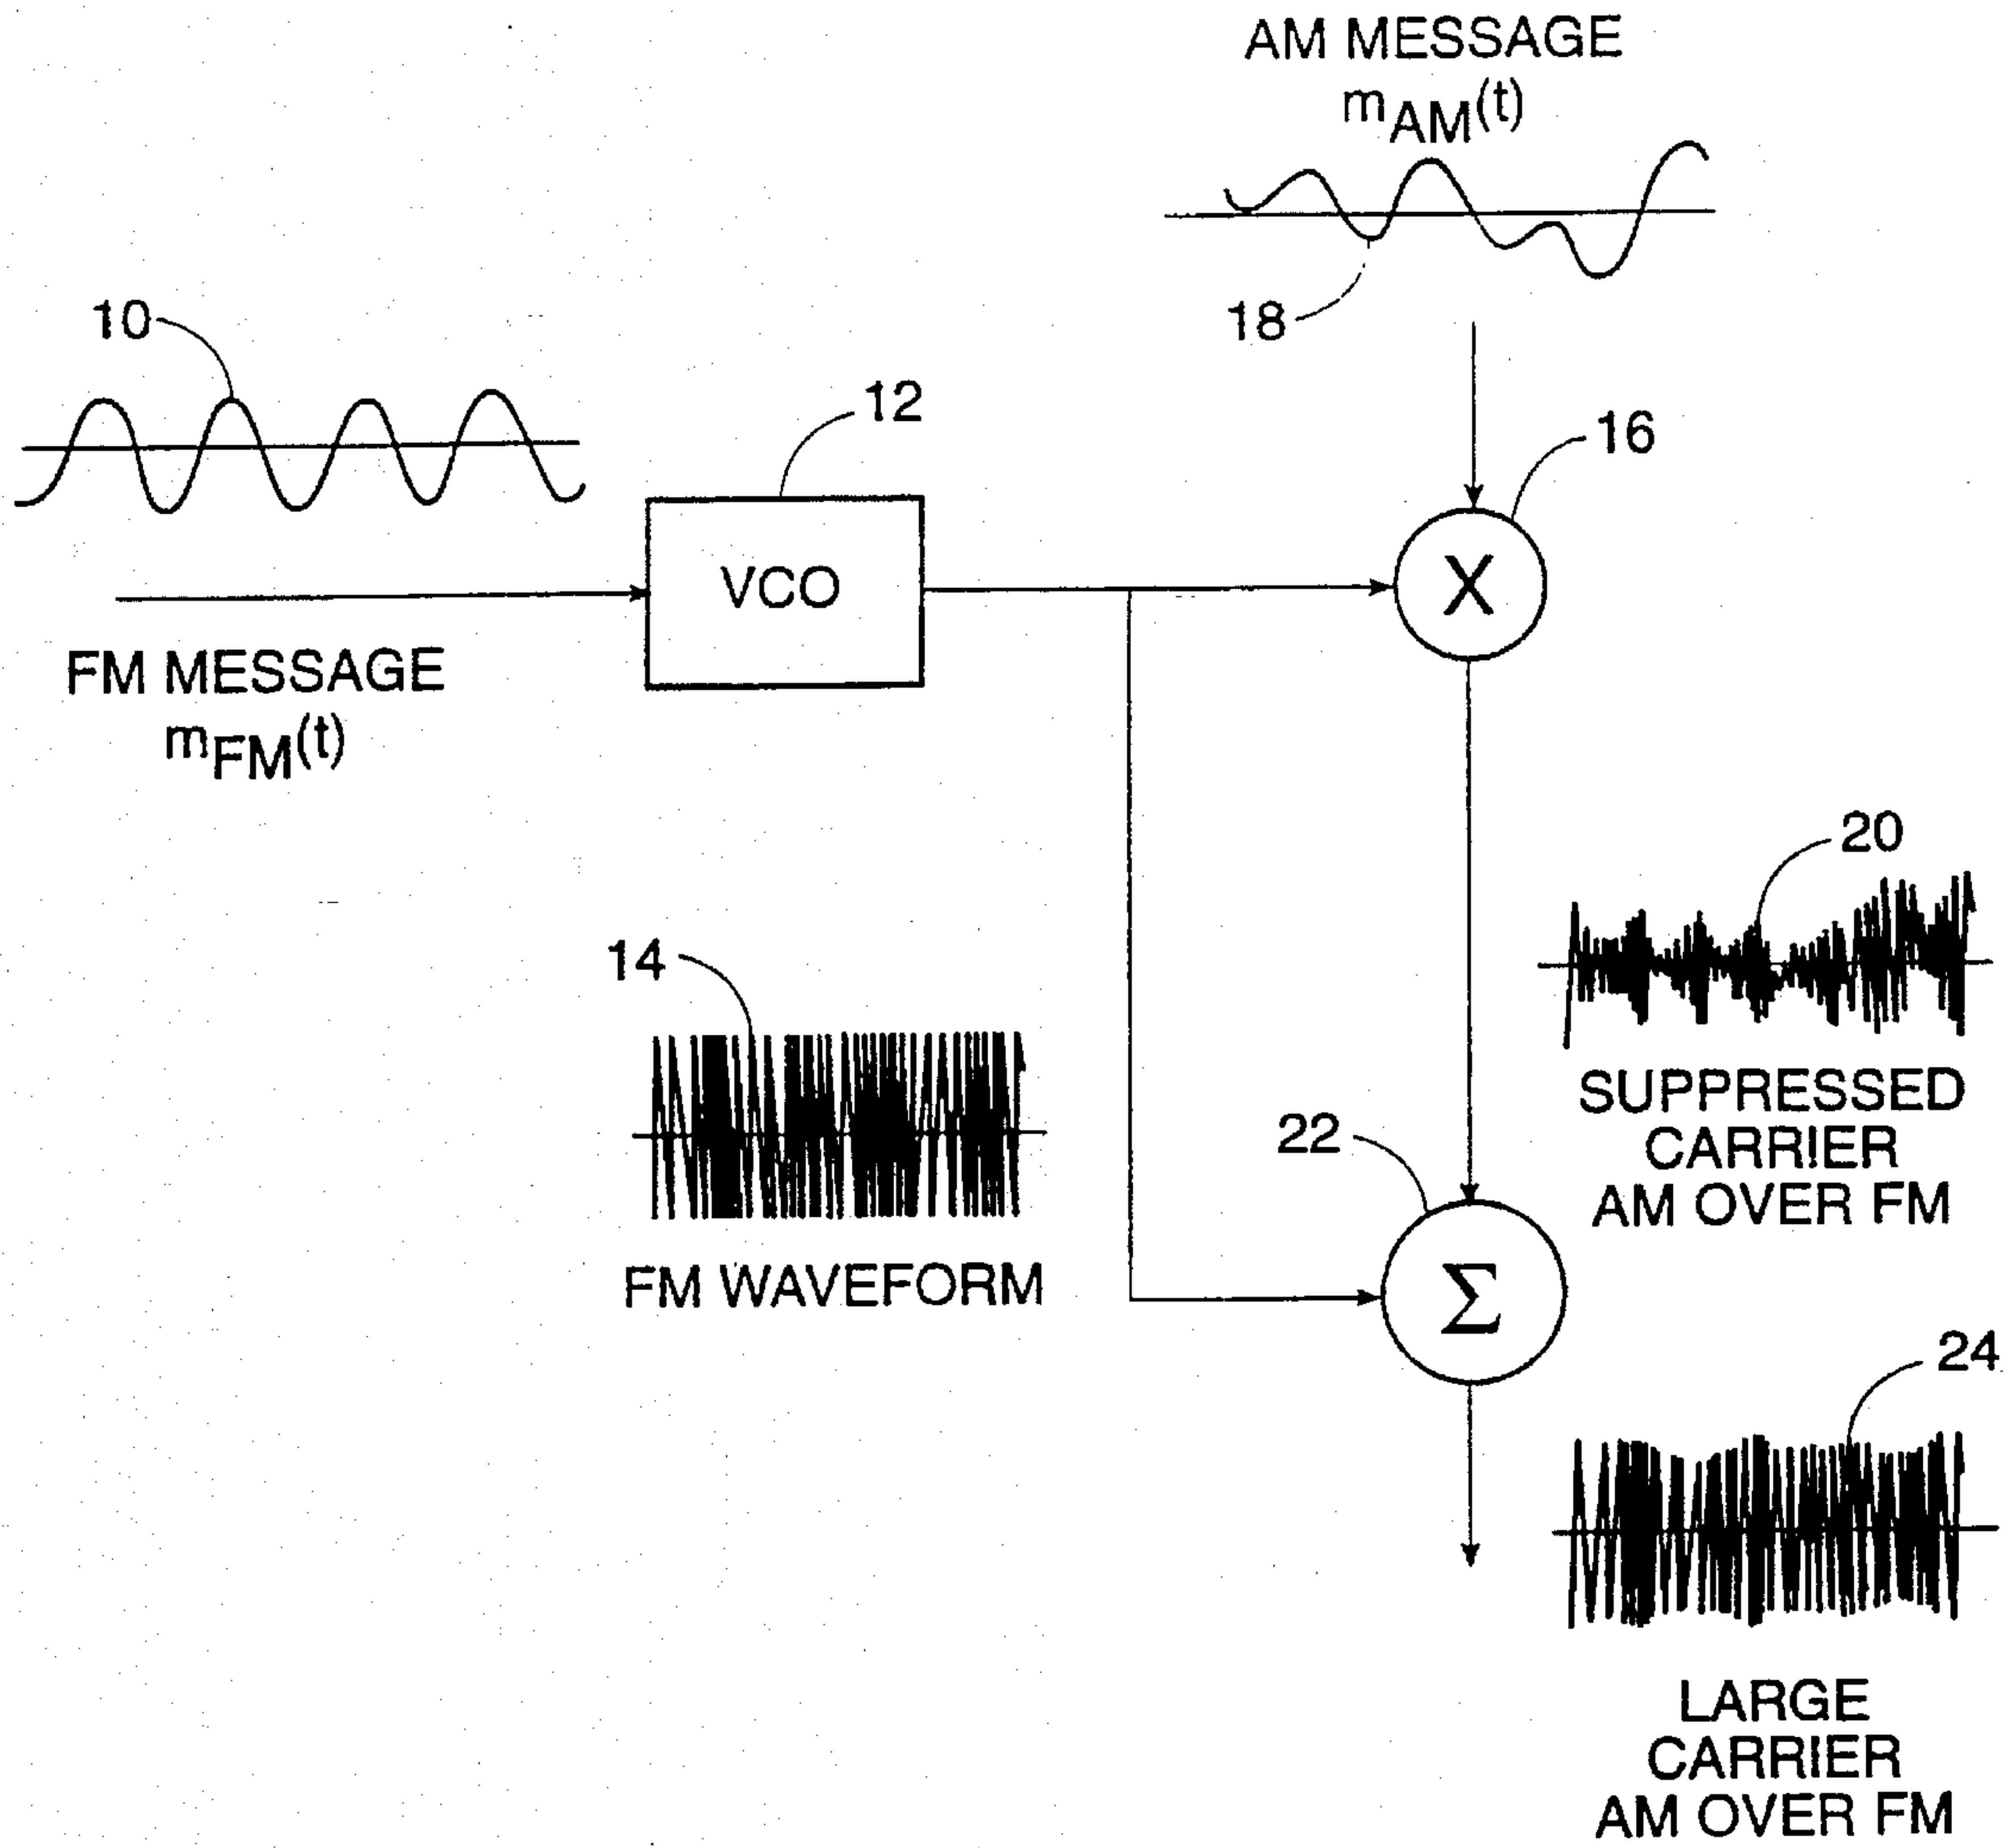 AM MESSAGE
mAM(t)
18
10
12
16
VCO
X
FM MESSAGE
mFM(t)
20
14
SUPPRESSED
CARRIER
AM OVER FM
22
FM WAVEFORM
Σ
24
LARGE
CARRIER
AM OVER FM